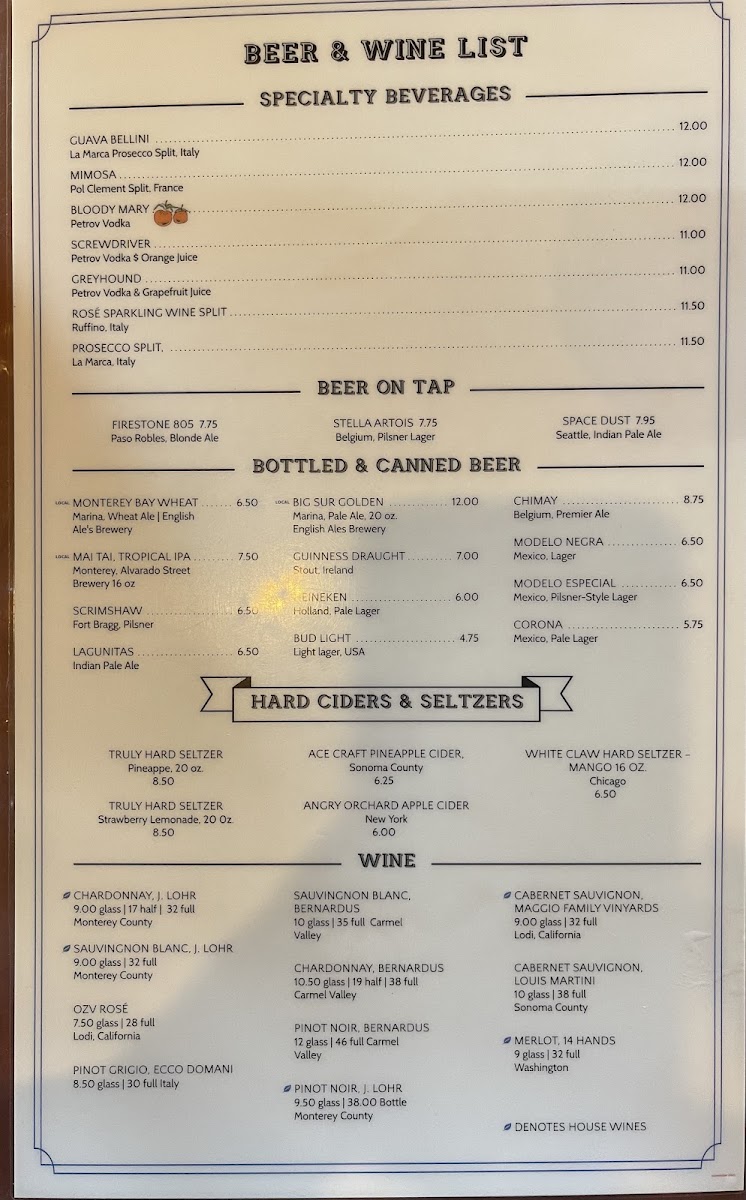 BEER & WINE LIST
SPECIALTY BEVERAGES
GUAVA BELLINI 12.00
La Marca Prosecco Split, Italy
MIMOSA 12.00
Pol Clement Split, France
BLOODY MARY 12.00
Petrov Vodka
SCREWDRIVER 11.00
Petrov Vodka $ Orange Juice
GREYHOUND 11.00
Petrov Vodka & Grapefruit Juice
ROSÉ SPARKLING WINE SPLIT 11.50
Ruffino, Italy
PROSECCO SPLIT, 11.50
La Marca, Italy
BEER ON TAP
FIRESTONE 805 7.75
Paso Robles, Blonde Ale
STELLA ARTOIS 7.75
Belgium, Pilsner Lager
SPACE DUST 7.95
Seattle, Indian Pale Ale
BOTTLED & CANNED BEER
LOCAL MONTEREY BAY WHEAT 6.50
Marina, Wheat Ale | English
Ale's Brewery
LOCAL MAI TAI, TROPICAL IPA 7.50
Monterey, Alvarado Street
Brewery 16 oz
SCRIMSHAW 6.50
Fort Bragg, Pilsner
LAGUNITAS 6.50
Indian Pale Ale
LOCAL BIG SUR GOLDEN 12.00
Marina, Pale Ale, 20 oz.
English Ales Brewery
GUINNESS DRAUGHT 7.00
Stout, Ireland
HEINEKEN 6.00
Holland, Pale Lager
BUD LIGHT 4.75
Light lager, USA
CHIMAY 8.75
Belgium, Premier Ale
MODELO NEGRA 6.50
Mexico, Lager
MODELO ESPECIAL 6.50
Mexico, Pilsner-Style Lager
CORONA 5.75
Mexico, Pale Lager
HARD CIDERS & SELTZERS
TRULY HARD SELTZER
Pineappe, 20 oz.
8.50
TRULY HARD SELTZER
Strawberry Lemonade, 20 Oz.
8.50
ACE CRAFT PINEAPPLE CIDER,
Sonoma County
6.25
ANGRY ORCHARD APPLE CIDER
New York
6.00
WHITE CLAW HARD SELTZER –
MANGO 16 OZ.
Chicago
6.50
WINE
CHARDONNAY, J. LOHR
9.00 glass | 17 half | 32 full
Monterey County
SAUVINGNON BLANC, J. LOHR
9.00 glass | 32 full
Monterey County
OZV ROSÉ
7.50 glass | 28 full
Lodi, California
PINOT GRIGIO, ECCO DOMANI
8.50 glass | 30 full Italy
SAUVINGNON BLANC,
BERNARDUS
10 glass | 35 full Carmel
Valley
CHARDONNAY, BERNARDUS
10.50 glass | 19 half | 38 full
Carmel Valley
PINOT NOIR, BERNARDUS
12 glass | 46 full Carmel
Valley
PINOT NOIR, J. LOHR
9.50 glass | 38.00 Bottle
Monterey County
CABERNET SAUVIGNON,
MAGGIO FAMILY VINYARDS
9.00 glass | 32 full
Lodi, California
CABERNET SAUVIGNON,
LOUIS MARTINI
10 glass | 38 full
Sonoma County
MERLOT, 14 HANDS
9 glass | 32 full
Washington
DENOTES HOUSE WINES